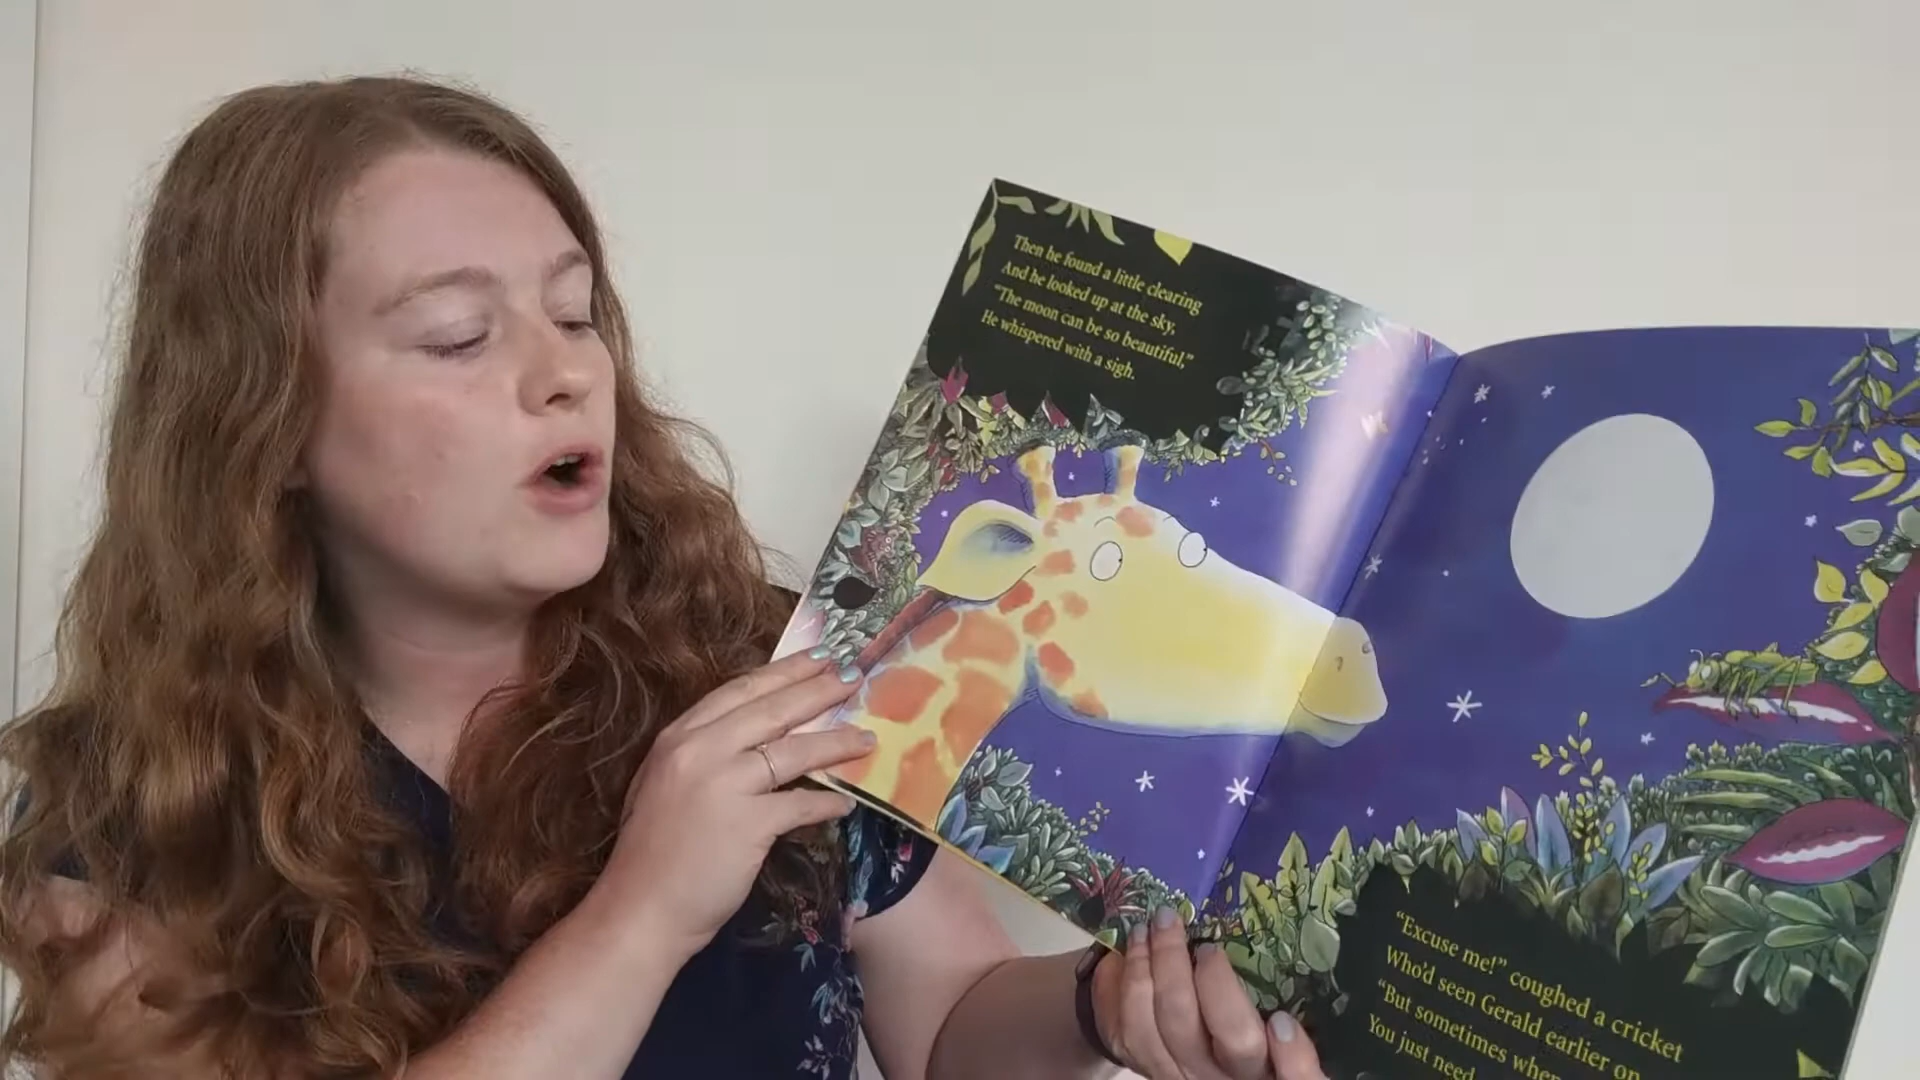 Then he found a little clearing
And he looked up at the sky,
"The moon can be so beautiful,"
He whispered with a sigh.
"Excuse me!" coughed a cricket
Who'd seen Gerald earlier on
"But sometimes when
You just need